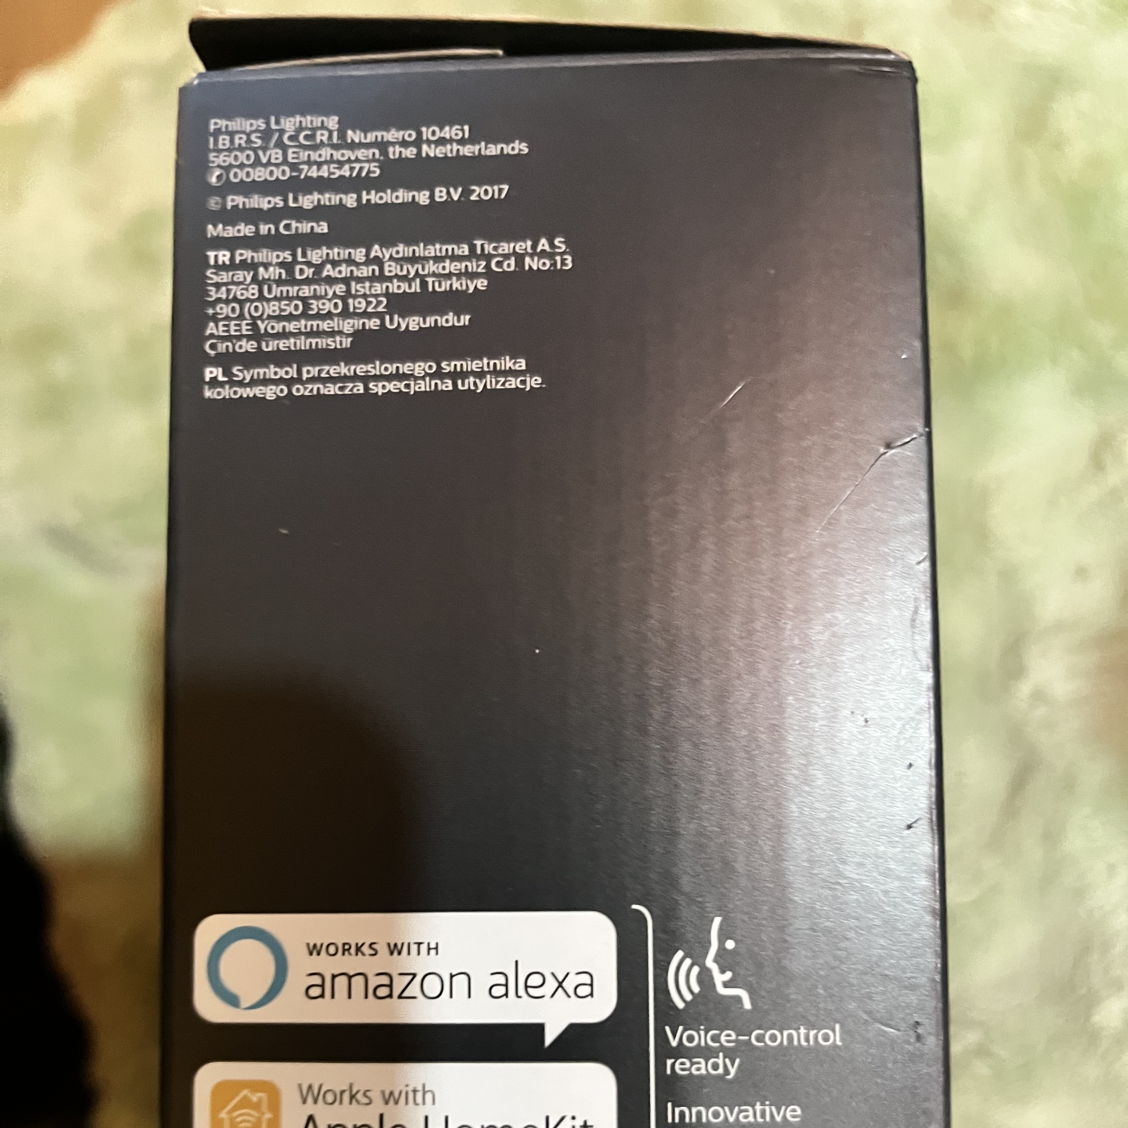 Philips Lighting
I.B.R.S. / C.C.R.I. Numéro 10461
5600 VB Eindhoven, the Netherlands
00800-74454775
© Philips Lighting Holding B.V. 2017
Made in China
TR Philips Lighting Aydınlatma Ticaret A.S.
Saray Mh. Dr. Adnan Büyükdeniz Cd. No:13
34768 Ümraniye Istanbul Türkiye
+90 (0)850 390 1922
AEEE Yönetmeligine Uygundur
Çin'de üretilmistir
PL Symbol przekreslonego smietnika
kolowego oznacza specjalna utylizacje.
WORKS WITH
amazon alexa
Works with
Apple HomeKit
Voice-control
ready
Innovative